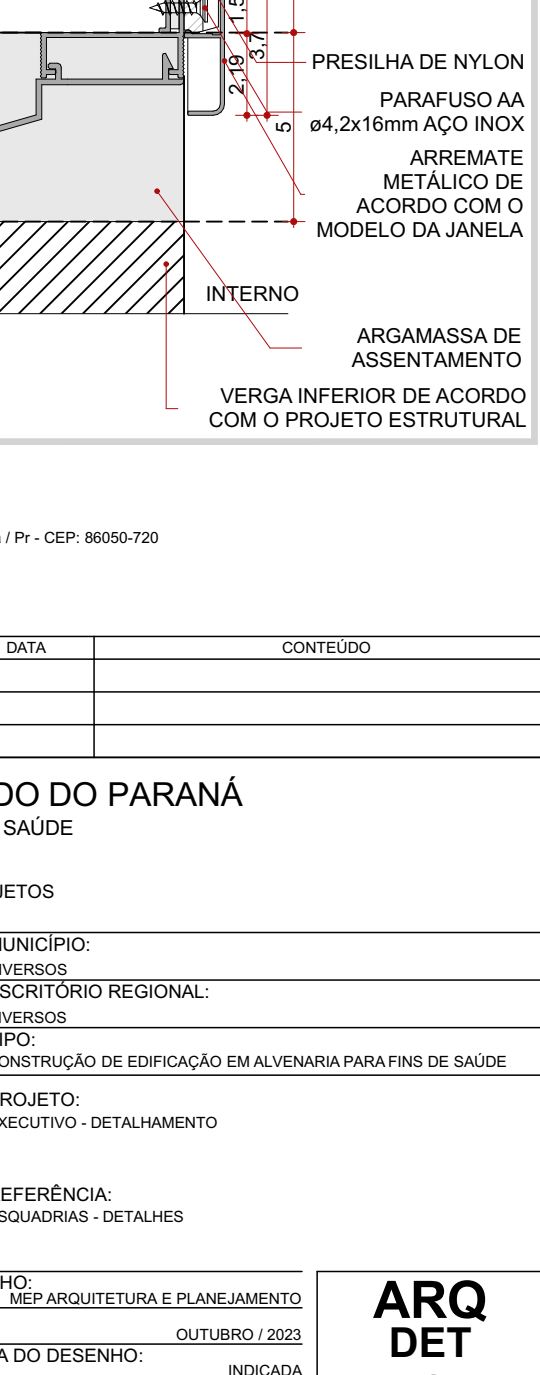 1,5
3,7
2,19
5
PRESILHA DE NYLON
PARAFUSO AA
ø4,2x16mm AÇO INOX
ARREMATE
METÁLICO DE
ACORDO COM O
MODELO DA JANELA
INTERNO
ARGAMASSA DE
ASSENTAMENTO
VERGA INFERIOR DE ACORDO
COM O PROJETO ESTRUTURAL
/ Pr - CEP: 86050-720
DATA CONTEÚDO
DO DO PARANÁ
SAÚDE
JETOS
MUNICÍPIO:
IVERSOS
SCRITÓRIO REGIONAL:
IVERSOS
IPO:
ONSTRUÇÃO DE EDIFICAÇÃO EM ALVENARIA PARA FINS DE SAÚDE
ROJETO:
XECUTIVO - DETALHAMENTO
EFERÊNCIA:
SQUADRIAS - DETALHES
HO:
MEP ARQUITETURA E PLANEJAMENTO
OUTUBRO / 2023
A DO DESENHO:
INDICADA
ARQ
DET